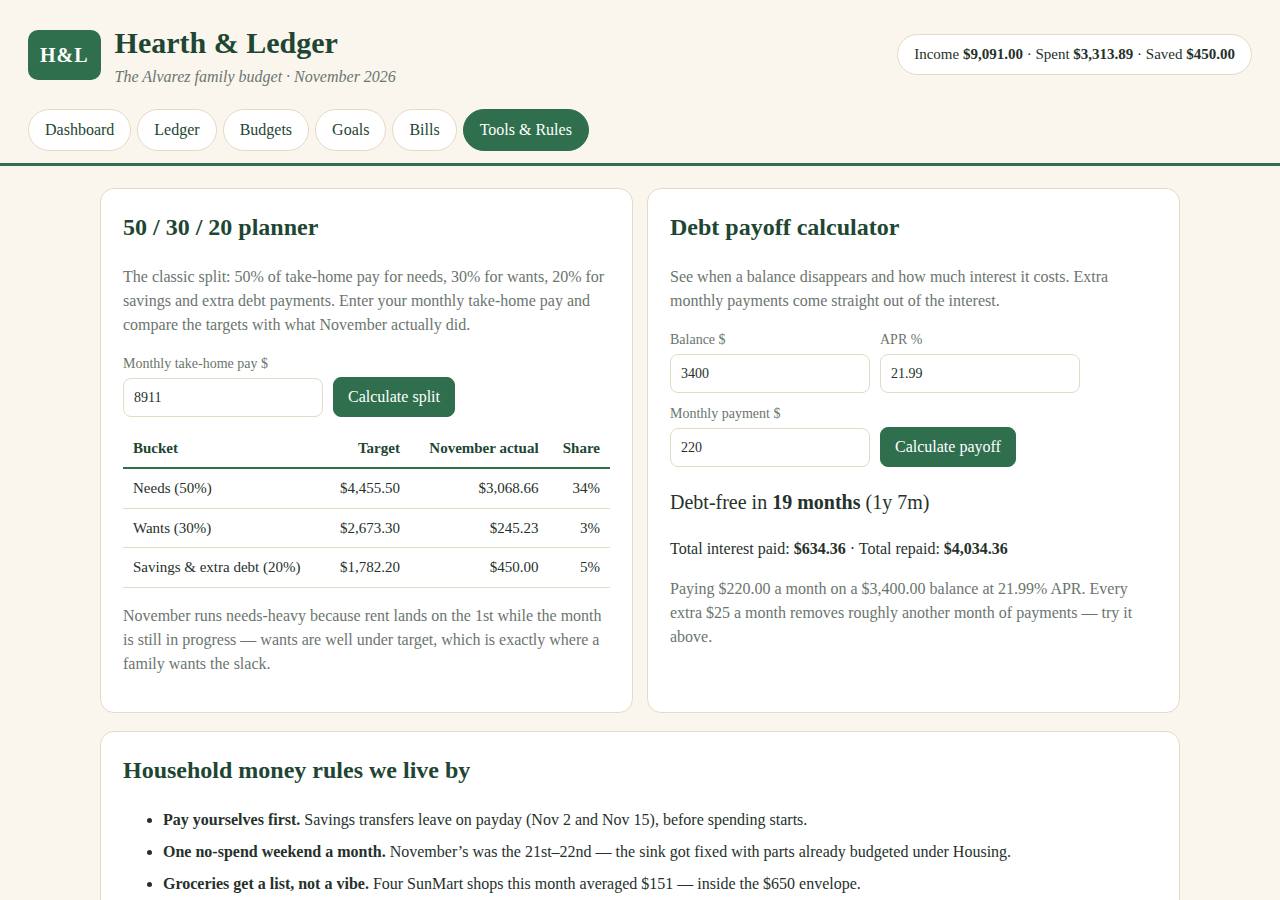 H&L
Hearth & Ledger
The Alvarez family budget · November 2026
Income $9,091.00 · Spent $3,313.89 · Saved $450.00
Dashboard Ledger Budgets Goals Bills Tools & Rules
50 / 30 / 20 planner
The classic split: 50% of take-home pay for needs, 30% for wants, 20% for
savings and extra debt payments. Enter your monthly take-home pay and
compare the targets with what November actually did.
Monthly take-home pay $
8911 Calculate split
Bucket Target November actual Share
Needs (50%) $4,455.50 $3,068.66 34%
Wants (30%) $2,673.30 $245.23 3%
Savings & extra debt (20%) $1,782.20 $450.00 5%
November runs needs-heavy because rent lands on the 1st while the month
is still in progress — wants are well under target, which is exactly where a
family wants the slack.
Debt payoff calculator
See when a balance disappears and how much interest it costs. Extra
monthly payments come straight out of the interest.
Balance $ APR %
3400 21.99
Monthly payment $
220 Calculate payoff
Debt-free in 19 months (1y 7m)
Total interest paid: $634.36 · Total repaid: $4,034.36
Paying $220.00 a month on a $3,400.00 balance at 21.99% APR. Every
extra $25 a month removes roughly another month of payments — try it
above.
Household money rules we live by
Pay yourselves first. Savings transfers leave on payday (Nov 2 and Nov 15), before spending starts.
One no-spend weekend a month. November’s was the 21st–22nd — the sink got fixed with parts already budgeted under Housing.
Groceries get a list, not a vibe. Four SunMart shops this month averaged $151 — inside the $650 envelope.